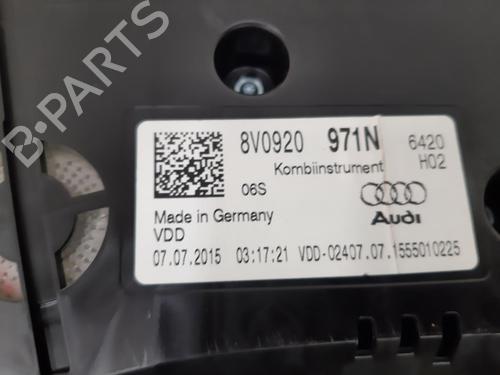 8V0920 971N 6420
Kombiinstrument H02
06S
Made in Germany Audi
VDD
07.07.2015 03:17:21 VDD-02407.07.1555010225
B-PARTS